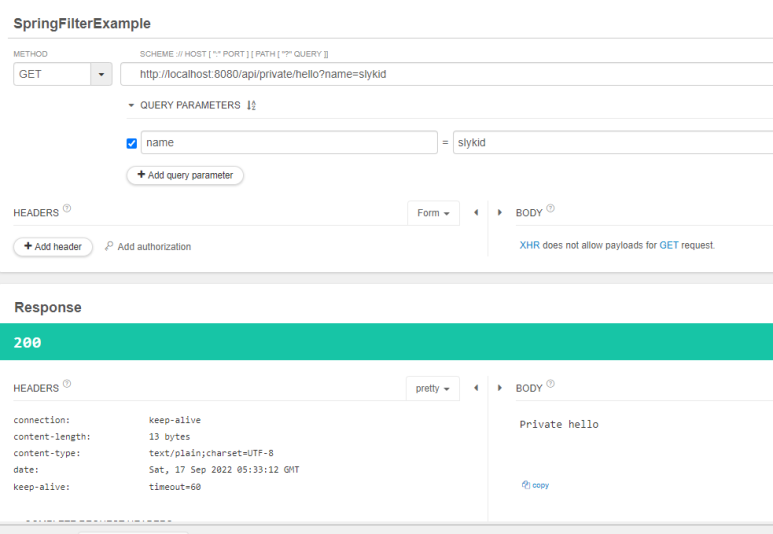 SpringFilterExample
METHOD
SCHEME :// HOST [ ":" PORT ] [ PATH [ "?" QUERY ]]
GET
http://localhost:8080/api/private/hello?name=slykid
QUERY PARAMETERS
name = slykid
+ Add query parameter
HEADERS ? Form BODY ?
+ Add header Add authorization
XHR does not allow payloads for GET request.
Response
200
HEADERS ? pretty BODY ?
connection: keep-alive
content-length: 13 bytes
content-type: text/plain;charset=UTF-8
date: Sat, 17 Sep 2022 05:33:12 GMT
keep-alive: timeout=60
Private hello
copy
COMPLETE REQUEST HEADERS